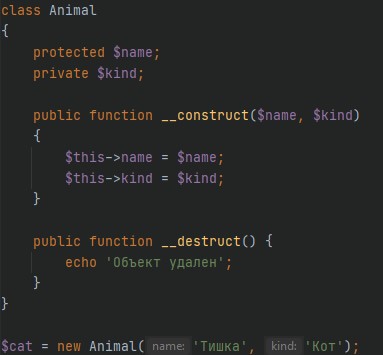 class Animal
{
    protected $name;
    private $kind;

    public function __construct($name, $kind)
    {
        $this->name = $name;
        $this->kind = $kind;
    }

    public function __destruct() {
        echo 'Объект удален';
    }
}

$cat = new Animal( name: 'Тишка', kind: 'Кот');